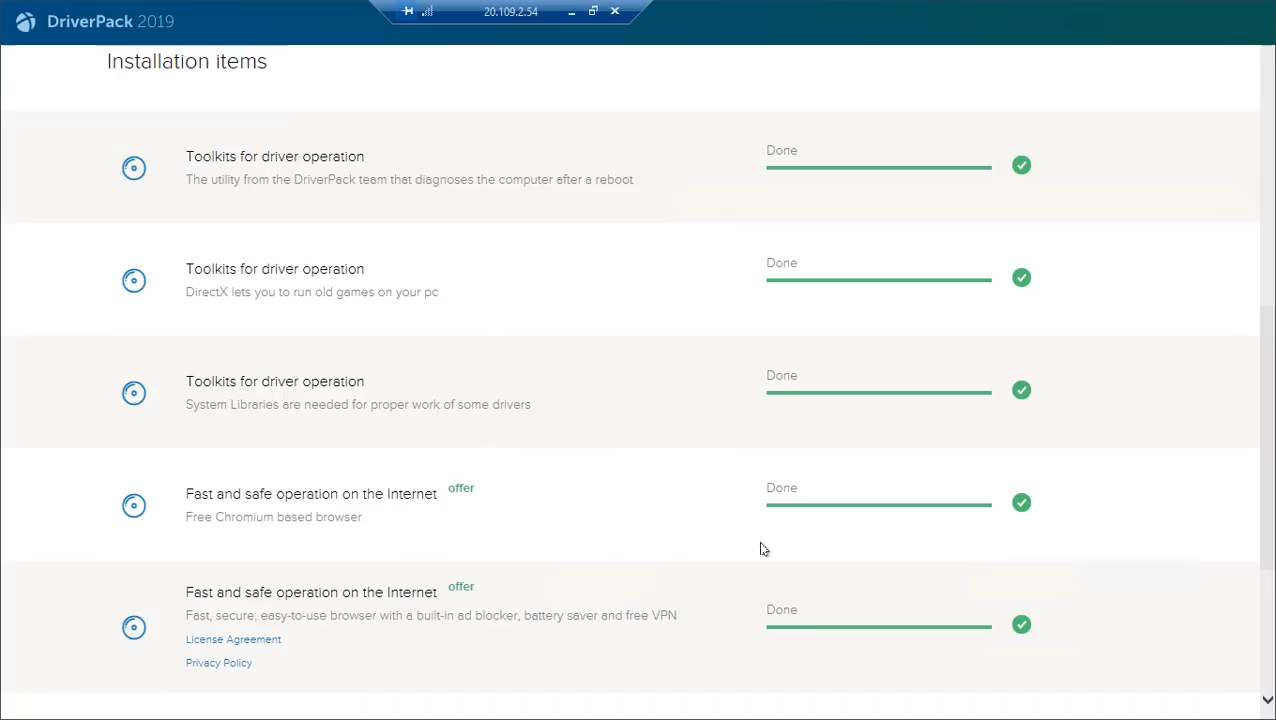 DriverPack 2019
20.109.2.54
Installation items
Toolkits for driver operation
The utility from the DriverPack team that diagnoses the computer after a reboot
Done
Toolkits for driver operation
DirectX lets you to run old games on your pc
Done
Toolkits for driver operation
System Libraries are needed for proper work of some drivers
Done
Fast and safe operation on the Internet offer
Free Chromium based browser
Done
Fast and safe operation on the Internet offer
Fast, secure, easy-to-use browser with a built-in ad blocker, battery saver and free VPN
Done
License Agreement
Privacy Policy